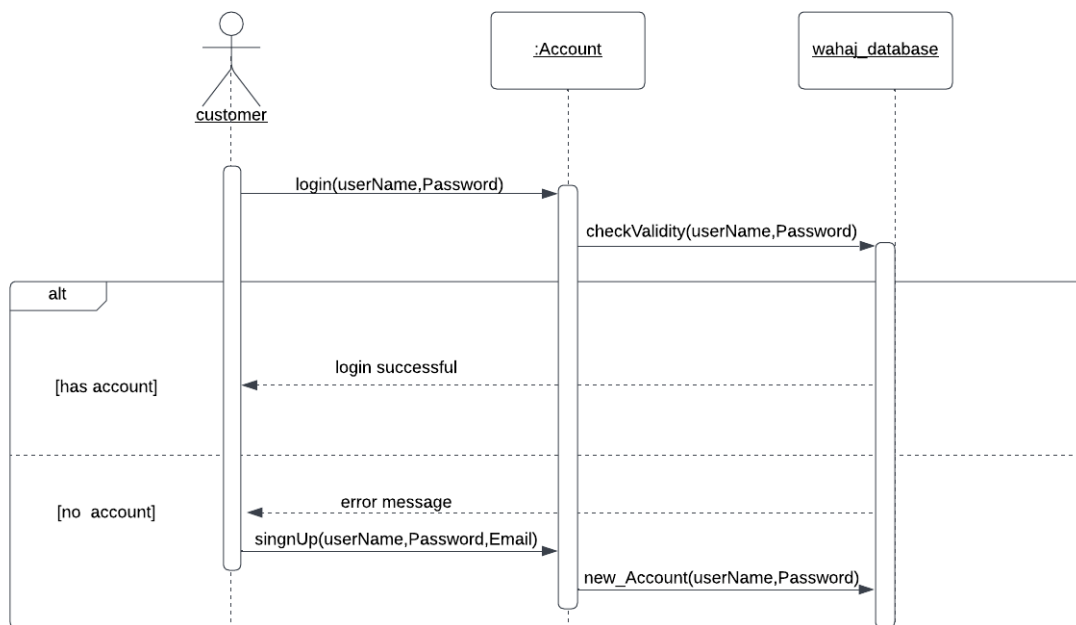 :Account
wahaj_database
customer
login(userName,Password)
checkValidity(userName,Password)
alt
login successful
[has account]
error message
[no  account]
singnUp(userName,Password,Email)
new_Account(userName,Password)